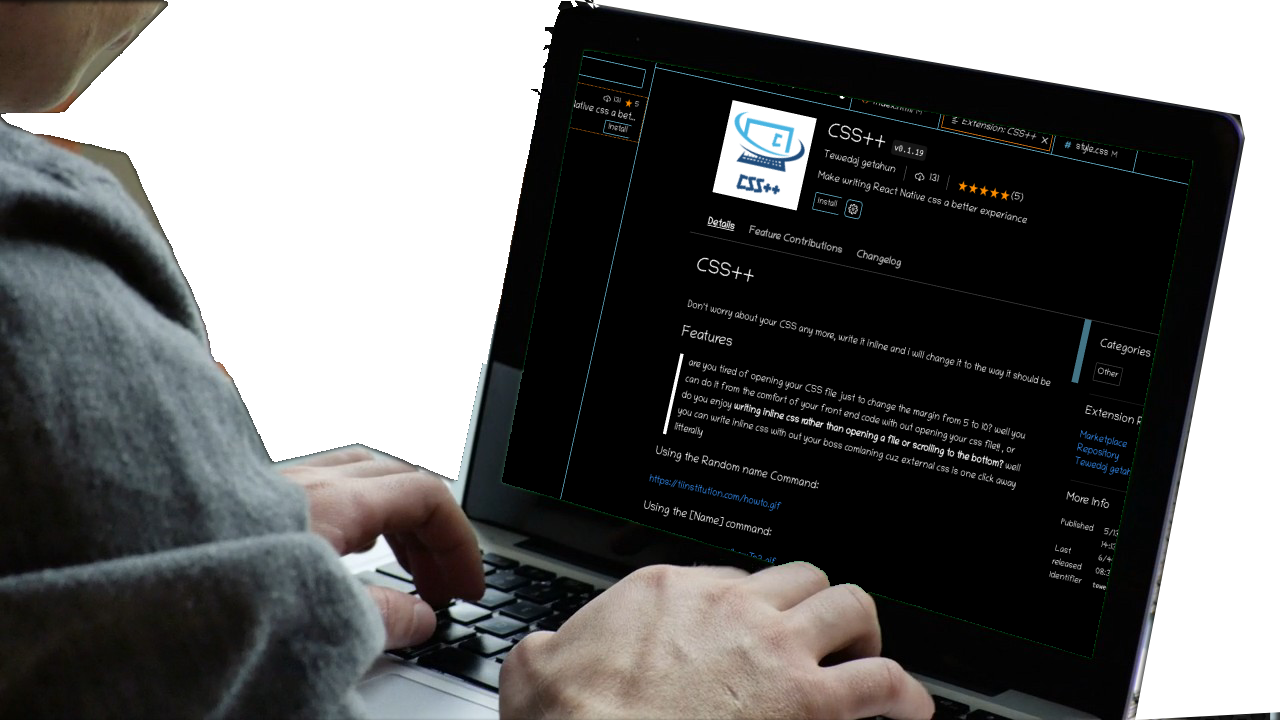 index.html M
Extension: CSS++ ×
# style.css M
131 ★ 5
Native css a bet...
Install
CSS++
CSS++ v0.1.19
Tewedaj getahun | 131 | ★★★★★(5)
Make writing React Native css a better experiance
Install
Details Feature Contributions Changelog
CSS++
Don't worry about your CSS any more, write it inline and I will change it to the way it should be
Features
are you tired of opening your CSS file just to change the margin from 5 to 10? well you
can do it from the comfort of your front end code with out opening your css file!! , or
do you enjoy writing inline css rather than opening a file or scrolling to the bottom? well
you can write inline css with out your boss comlaning cuz external css is one click away
litterally
Using the Random name Command:
https://tiinstitution.com/howto.gif
Using the [Name] command:
Categories
Other
Extension R
Marketplace
Repository
Tewedaj getah
More Info
Published 5/1
14:1
Last 6/4
released 08:3
Identifier tewe